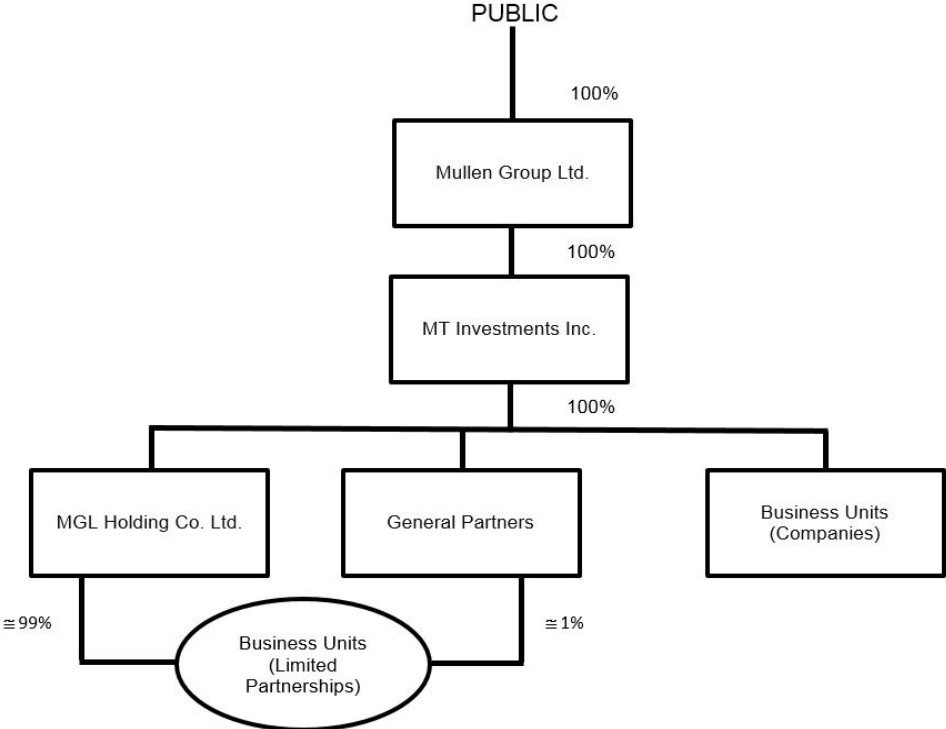 PUBLIC
100%
Mullen Group Ltd.
100%
MT Investments Inc.
100%
MGL Holding Co. Ltd.
General Partners
Business Units
(Companies)
≅99%
≅1%
Business Units
(Limited
Partnerships)